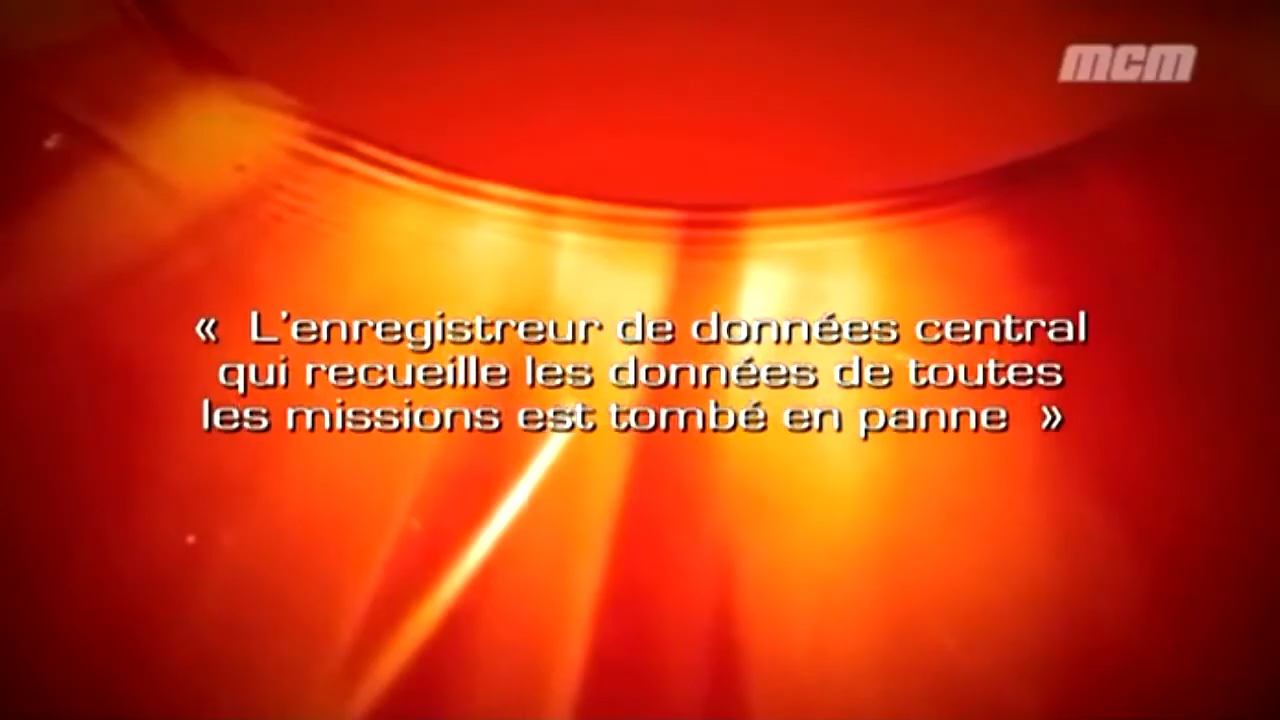 mcm
« L'enregistreur de données central
qui recueille les données de toutes
les missions est tombé en panne »